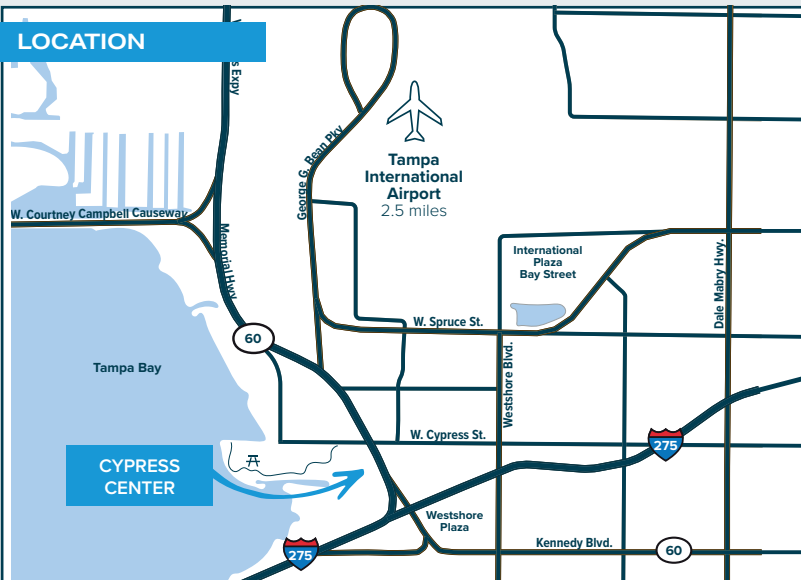 LOCATION
s Expy
George G. Bean Pky
Tampa
International
Airport
2.5 miles
W. Courtney Campbell Causeway
Memorial Hwy
International
Plaza
Bay Street
Dale Mabry Hwy.
W. Spruce St.
60
Westshore Blvd.
Tampa Bay
W. Cypress St.
275
CYPRESS
CENTER
Westshore
Plaza
Kennedy Blvd.
60
275